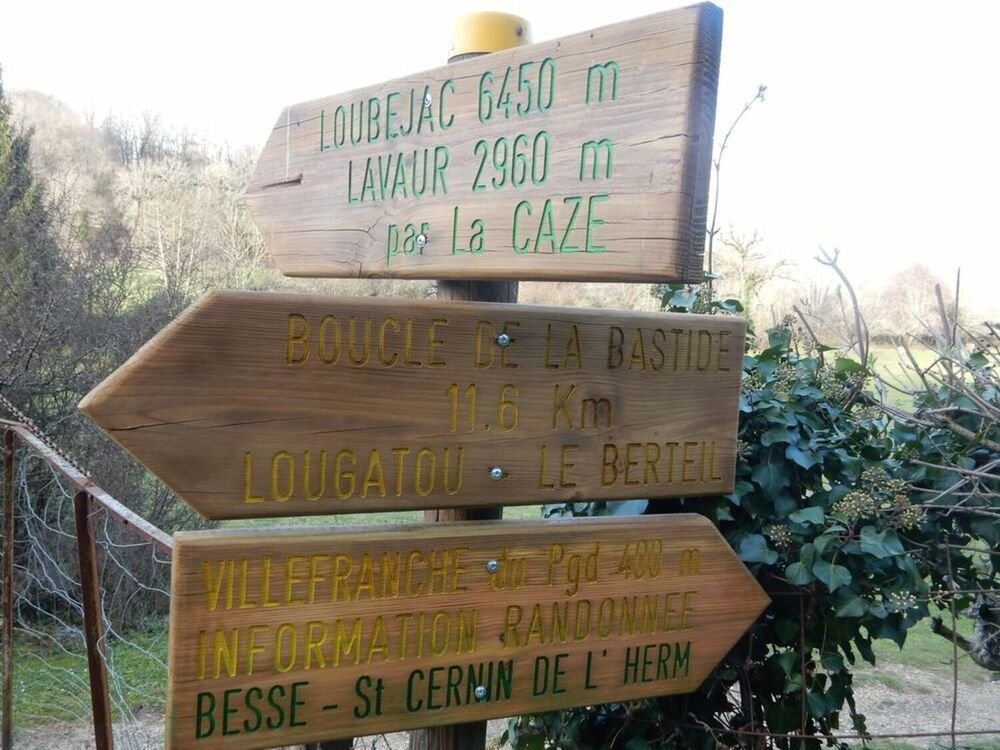 LOUBEJAC 6450 m
LAVAUR 2960 m
par La CAZE
BOUCLE DE LA BASTIDE
11.6 Km
LOUGATOU LE BERTEIL
VILLEFRANCHE du Pgd 400 m
INFORMATION RANDONNEE
BESSE - St CERNIN DE L' HERM